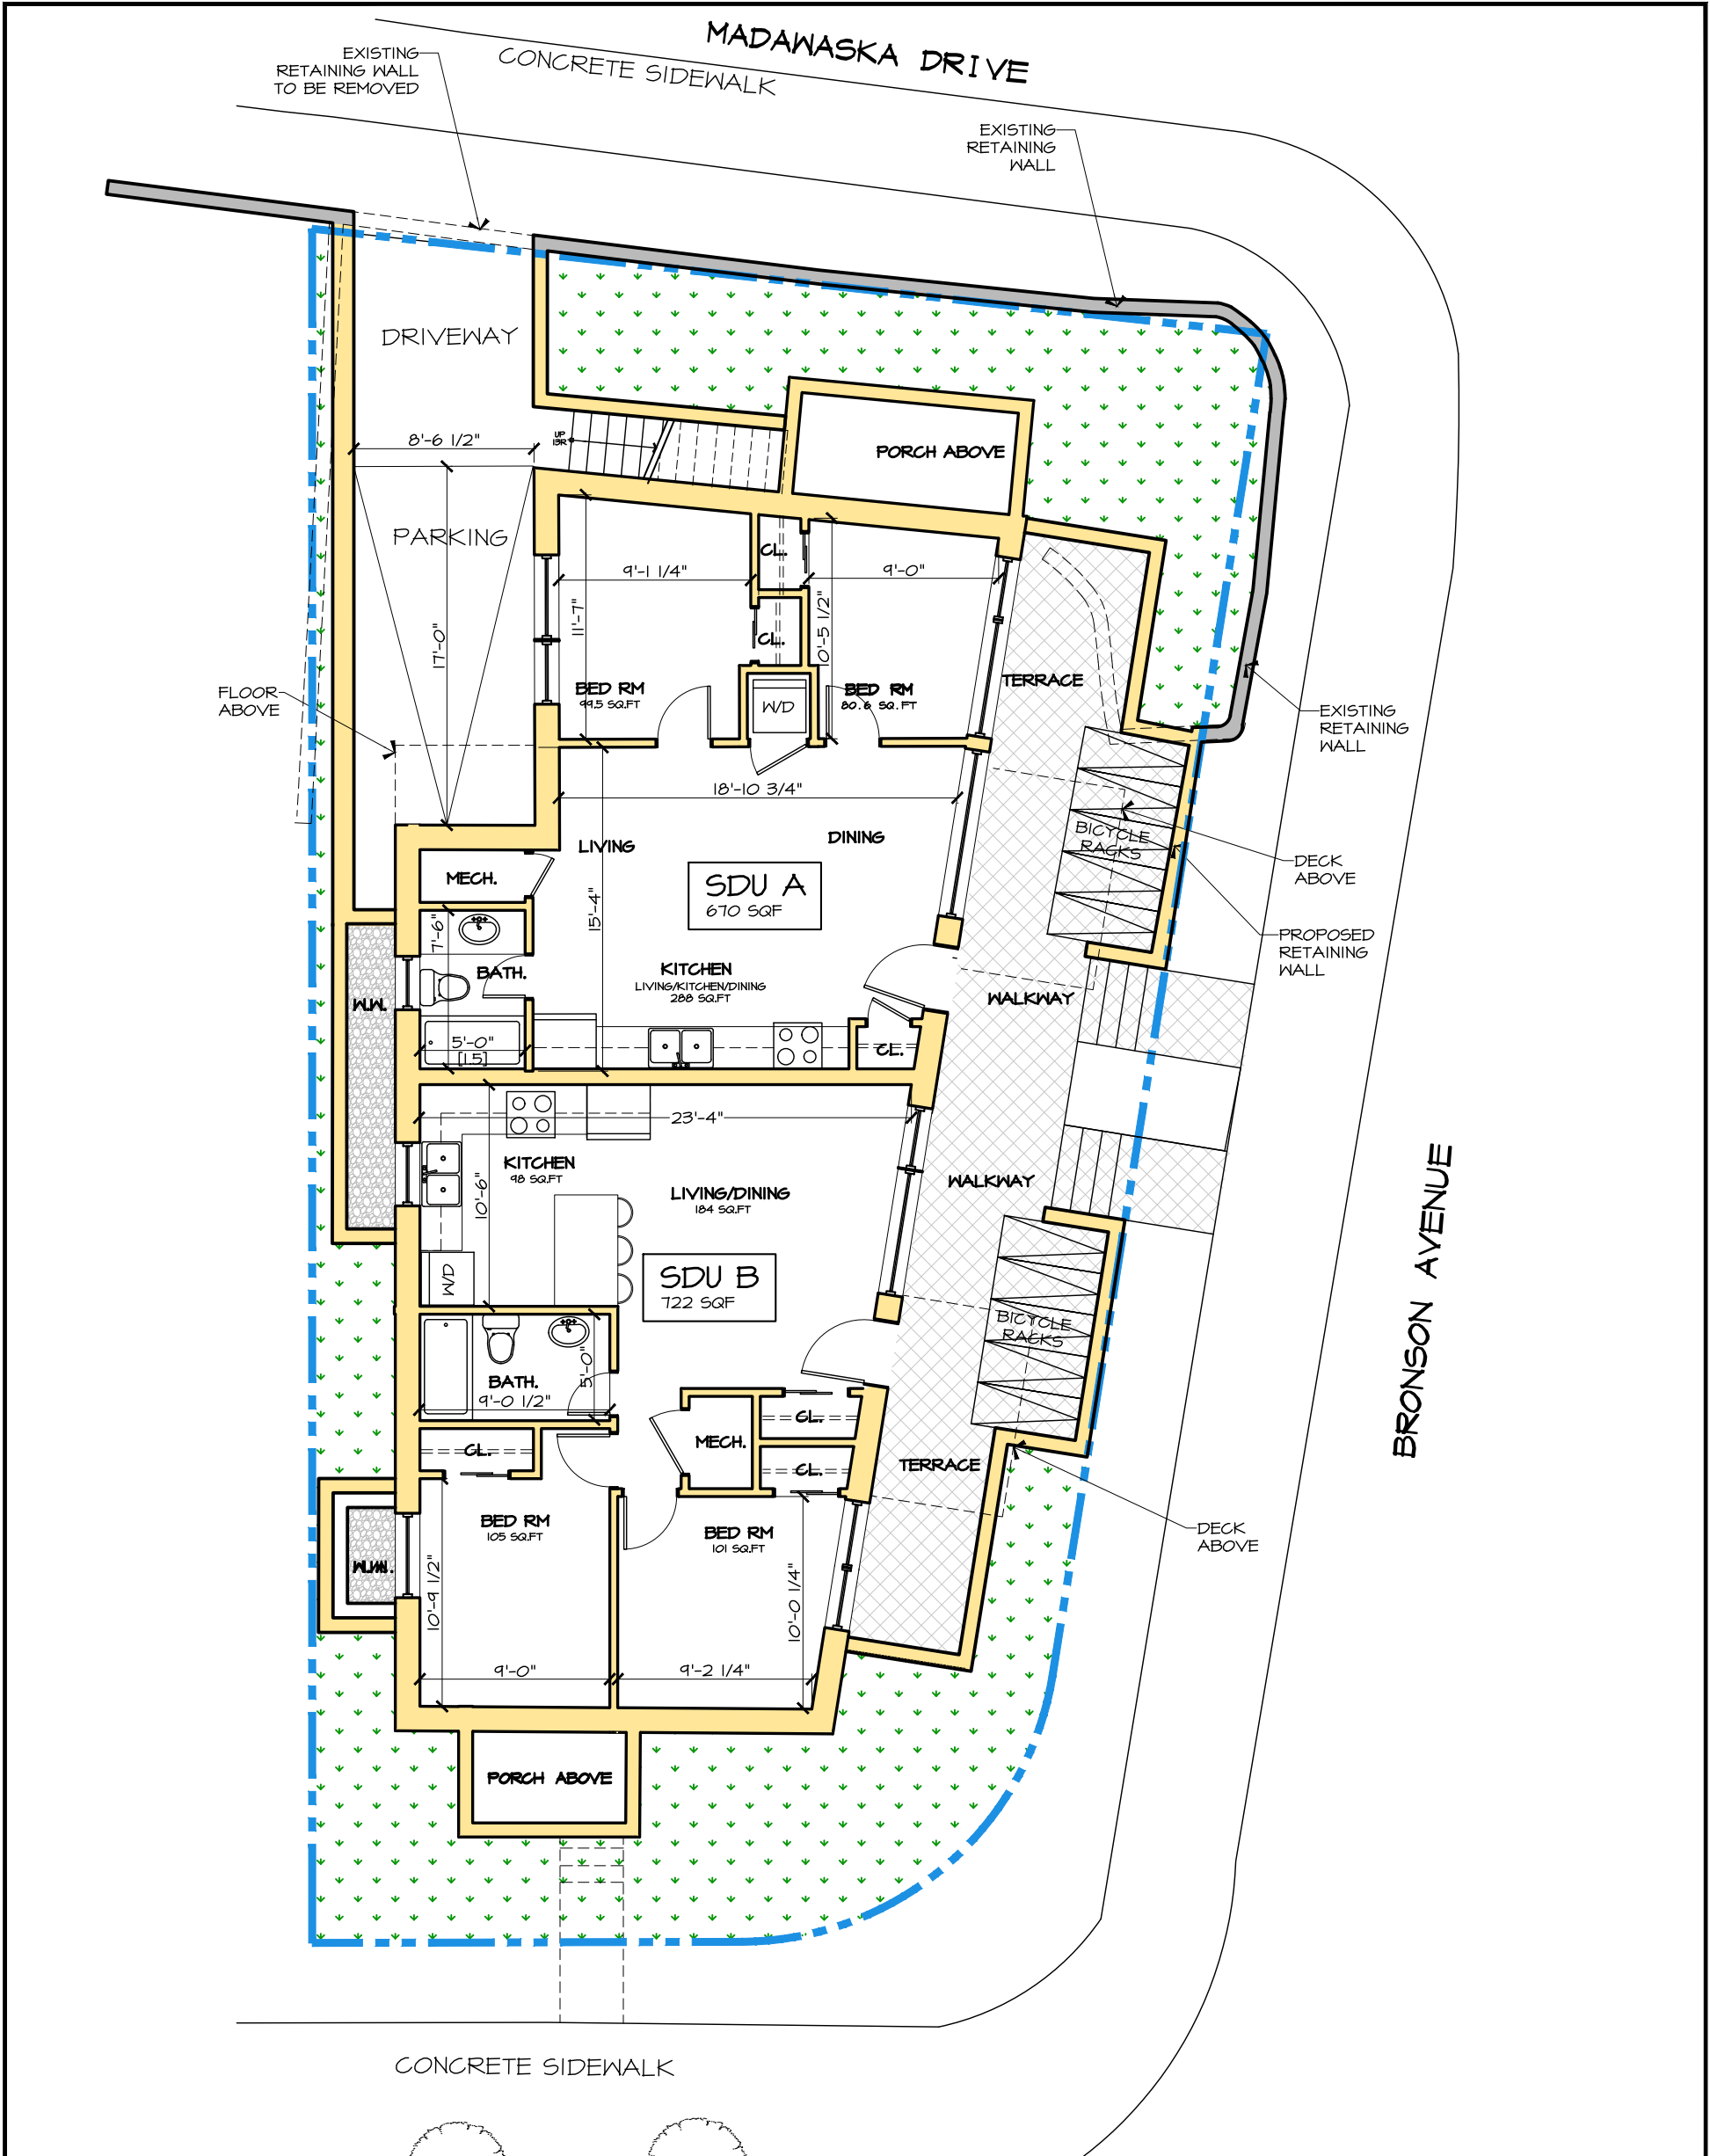 MADAWASKA DRIVE
CONCRETE SIDEWALK
EXISTING
RETAINING WALL
TO BE REMOVED
EXISTING
RETAINING
WALL
DRIVEWAY
8'-6 1/2"
UP
13R
PORCH ABOVE
PARKING
17'-0"
CL.
9'-1 1/4"
9'-0"
11'-7"
10'-5 1/2"
CL.
TERRACE
BED RM
99.5 SQ.FT
BED RM
80.6 SQ.FT
W/D
FLOOR
ABOVE
EXISTING
RETAINING
WALL
18'-10 3/4"
LIVING
DINING
BICYCLE
RACKS
DECK
ABOVE
MECH.
SDU A
670 SQF
15'-4"
7'-6"
PROPOSED
RETAINING
WALL
BATH.
KITCHEN
LIVING/KITCHEN/DINING
288 SQ.FT
W.W.
WALKWAY
5'-0"
[1.5]
CL.
23'-4"
KITCHEN
98 SQ.FT
10'-6"
LIVING/DINING
184 SQ.FT
WALKWAY
W/D
SDU B
722 SQF
BICYCLE
RACKS
BRONSON AVENUE
BATH.
5'-0"
9'-0 1/2"
CL.
MECH.
CL.
CL.
TERRACE
BED RM
105 SQ.FT
BED RM
101 SQ.FT
DECK
ABOVE
W.W.
10'-9 1/2"
10'-0 1/4"
9'-0"
9'-2 1/4"
PORCH ABOVE
CONCRETE SIDEWALK